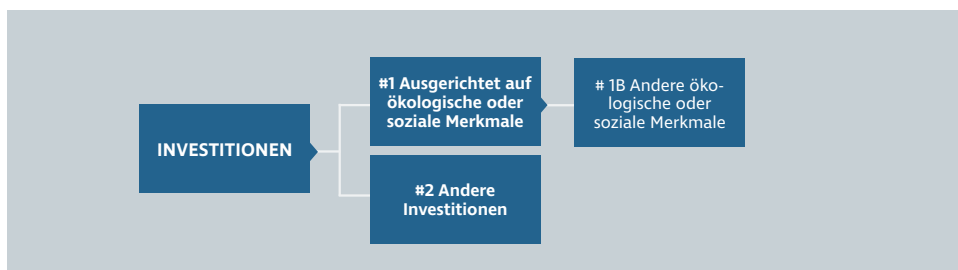 INVESTITIONEN
#1 Ausgerichtet auf
ökologische oder
soziale Merkmale
# 1B Andere öko-
logische oder
soziale Merkmale
#2 Andere
Investitionen